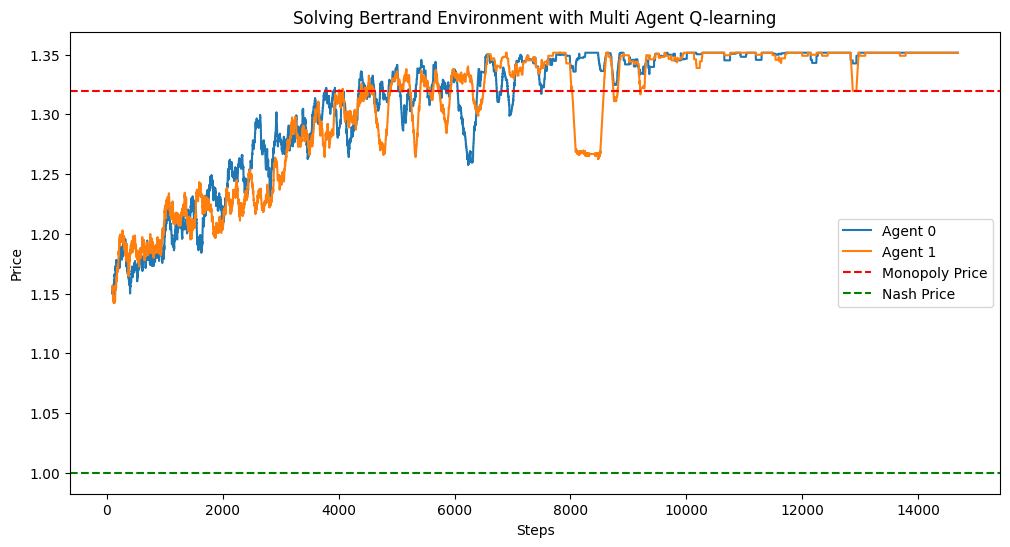 Solving Bertrand Environment with Multi Agent Q-learning
Price
1.35
1.30
1.25
1.20
1.15
1.10
1.05
1.00
Agent 0
Agent 1
Monopoly Price
Nash Price
0
2000
4000
6000
8000
10000
12000
14000
Steps